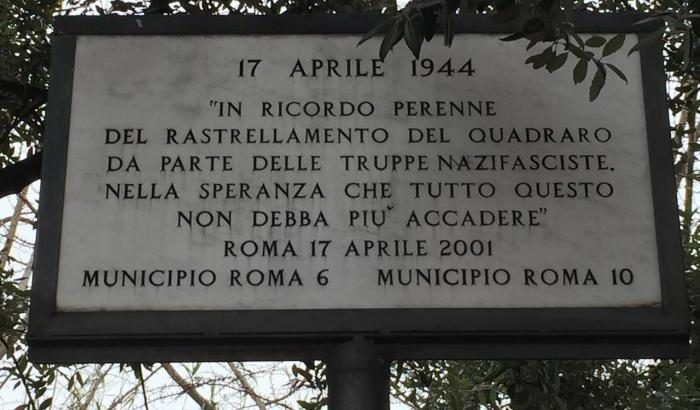 17 APRILE 1944
"IN RICORDO PERENNE
DEL RASTRELLAMENTO DEL QUADRARO
DA PARTE DELLE TRUPPE NAZIFASCISTE.
NELLA SPERANZA CHE TUTTO QUESTO
NON DEBBA PIU' ACCADERE"
ROMA 17 APRILE 2001
MUNICIPIO ROMA 6 MUNICIPIO ROMA 10